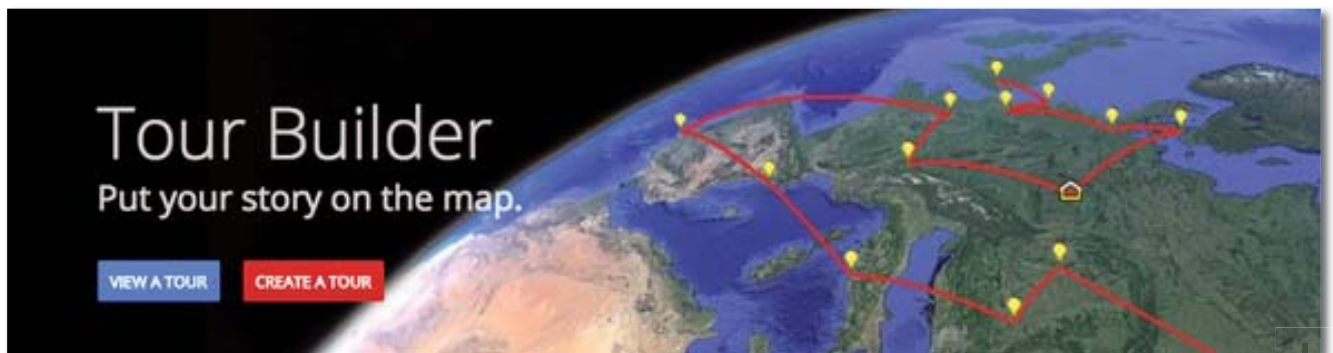 Tour Builder
Put your story on the map.
VIEW A TOUR
CREATE A TOUR